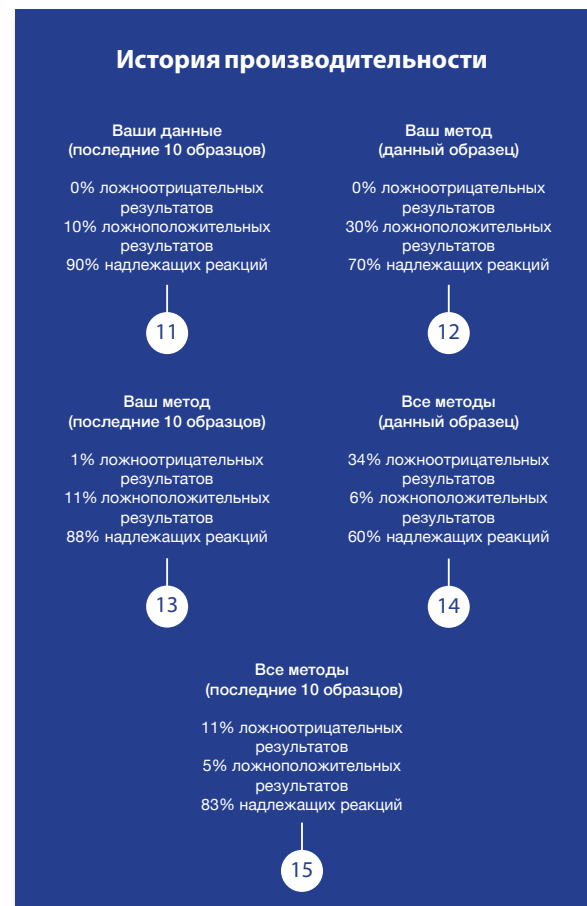 История производительности
Ваши данные
(последние 10 образцов)
0% ложноотрицательных
результатов
10% ложноположительных
результатов
90% надлежащих реакций
11
Ваш метод
(данный образец)
0% ложноотрицательных
результатов
30% ложноположительных
результатов
70% надлежащих реакций
12
Ваш метод
(последние 10 образцов)
1% ложноотрицательных
результатов
11% ложноположительных
результатов
88% надлежащих реакций
13
Все методы
(данный образец)
34% ложноотрицательных
результатов
6% ложноположительных
результатов
60% надлежащих реакций
14
Все методы
(последние 10 образцов)
11% ложноотрицательных
результатов
5% ложноположительных
результатов
83% надлежащих реакций
15